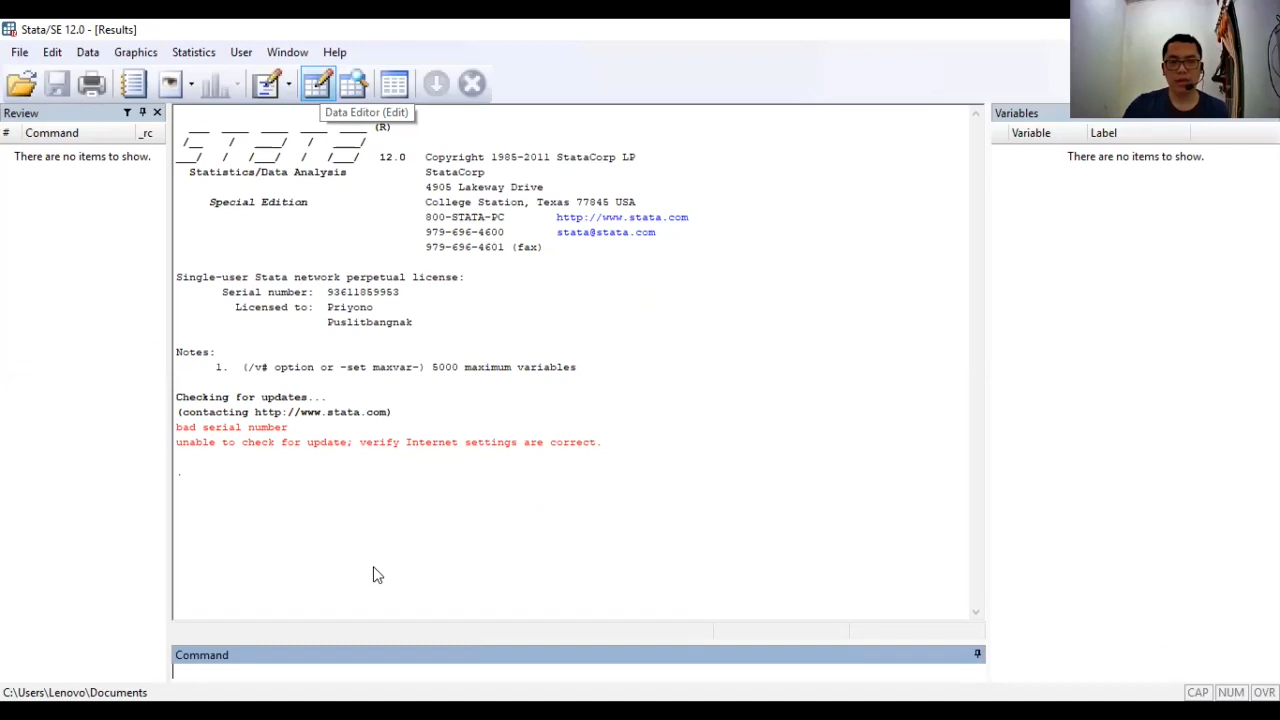 Stata/SE 12.0 - [Results]
File Edit Data Graphics Statistics User Window Help
Data Editor (Edit)
Review
# Command _rc
There are no items to show.
(R)
12.0 Copyright 1985-2011 StataCorp LP
Statistics/Data Analysis StataCorp
4905 Lakeway Drive
Special Edition College Station, Texas 77845 USA
800-STATA-PC http://www.stata.com
979-696-4600 stata@stata.com
979-696-4601 (fax)
Single-user Stata network perpetual license:
Serial number: 93611859953
Licensed to: Priyono
Puslitbangnak
Notes:
1. (/v# option or -set maxvar-) 5000 maximum variables
Checking for updates...
(contacting http://www.stata.com)
bad serial number
unable to check for update; verify Internet settings are correct.
.
Variables
Variable Label
There are no items to show.
Command
C:\Users\Lenovo\Documents
CAP NUM OVR